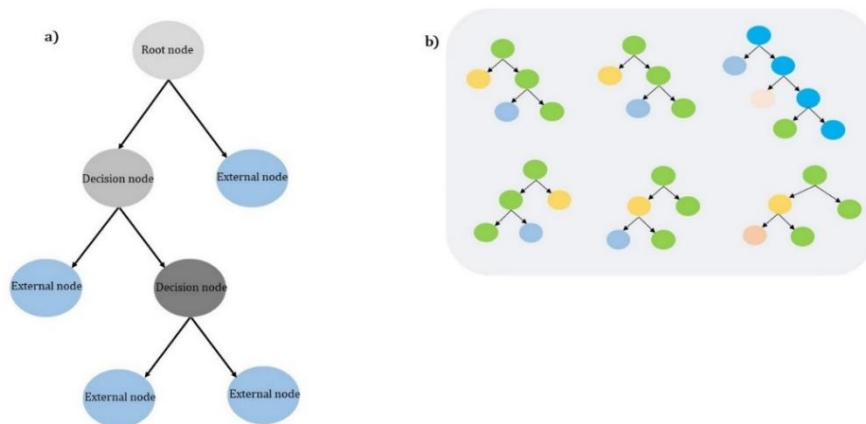 a)
Root node
Decision node
External node
External node
Decision node
External node
External node
b)